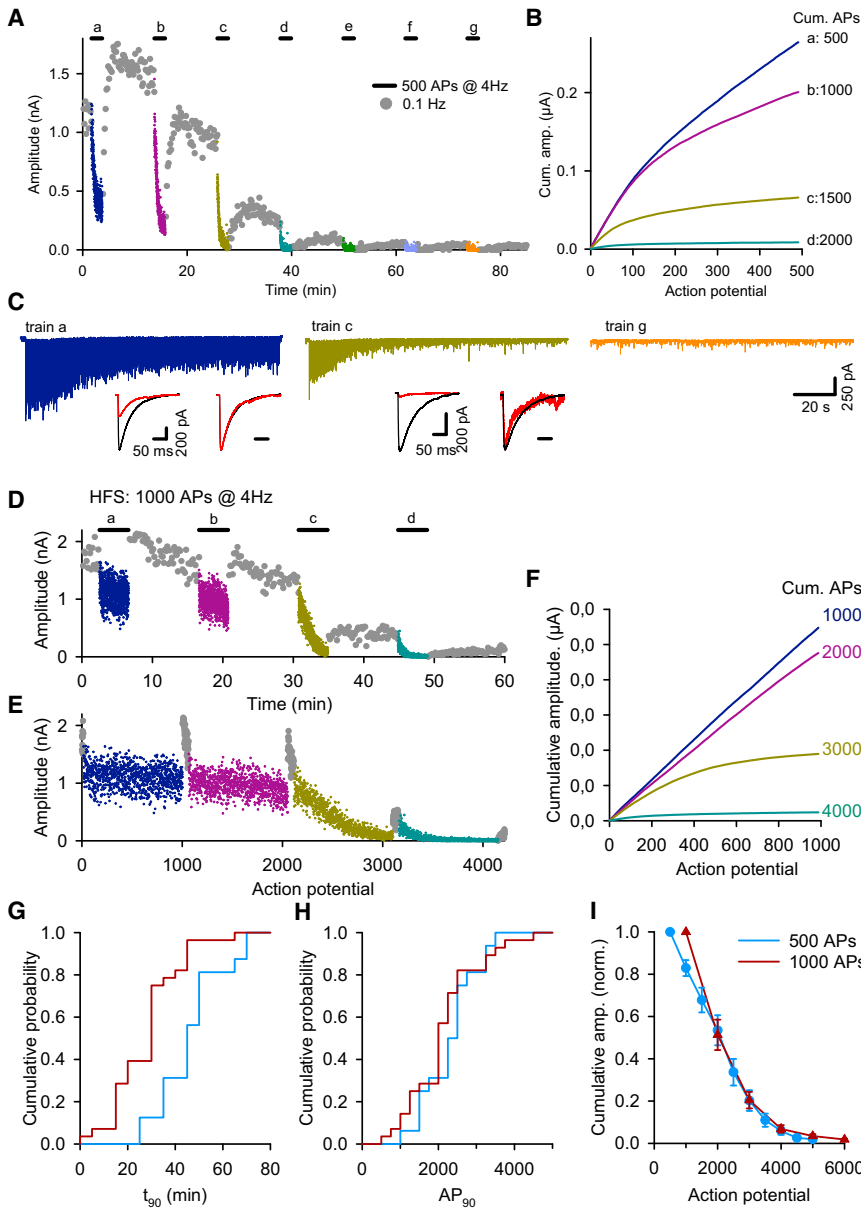 A
a b c d e f g
1.5
1.0
0.5
0.0
Amplitude (nA)
500 APs @ 4Hz
0.1 Hz
0 20 40 60 80
Time (min)
B
Cum. APs
a: 500
b:1000
c:1500
d:2000
0.2
0.1
0.0
Cum. amp. (µA)
0 100 200 300 400 500
Action potential
C
train a
train c
train g
50 ms
200 pA
50 ms
200 pA
20 s
250 pA
D
HFS: 1000 APs @ 4Hz
a b c d
2
1
0
Amplitude (nA)
0 10 20 30 40 50 60
Time (min)
E
2
1
0
Amplitude (nA)
0 1000 2000 3000 4000
Action potential
F
Cum. APs
1000
2000
3000
4000
0,0
0,0
0,0
0,0
0,0
0,0
0,0
0,0
0,0
Cumulative amplitude. (µA)
0 200 400 600 800 1000
Action potential
G
1.0
0.8
0.6
0.4
0.2
0.0
Cumulative probability
0 20 40 60 80
t90 (min)
H
1.0
0.8
0.6
0.4
0.2
0.0
Cumulative probability
0 2000 4000
AP90
I
500 APs
1000 APs
1.0
0.8
0.6
0.4
0.2
0.0
Cumulative amp. (norm.)
0 2000 4000 6000
Action potential